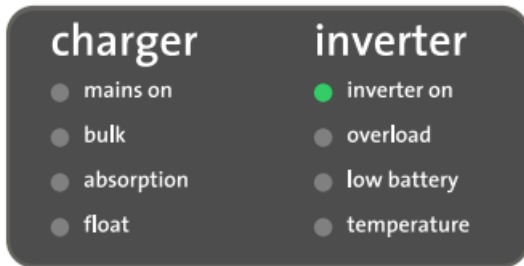 charger
mains on
bulk
absorption
float
inverter
inverter on
overload
low battery
temperature